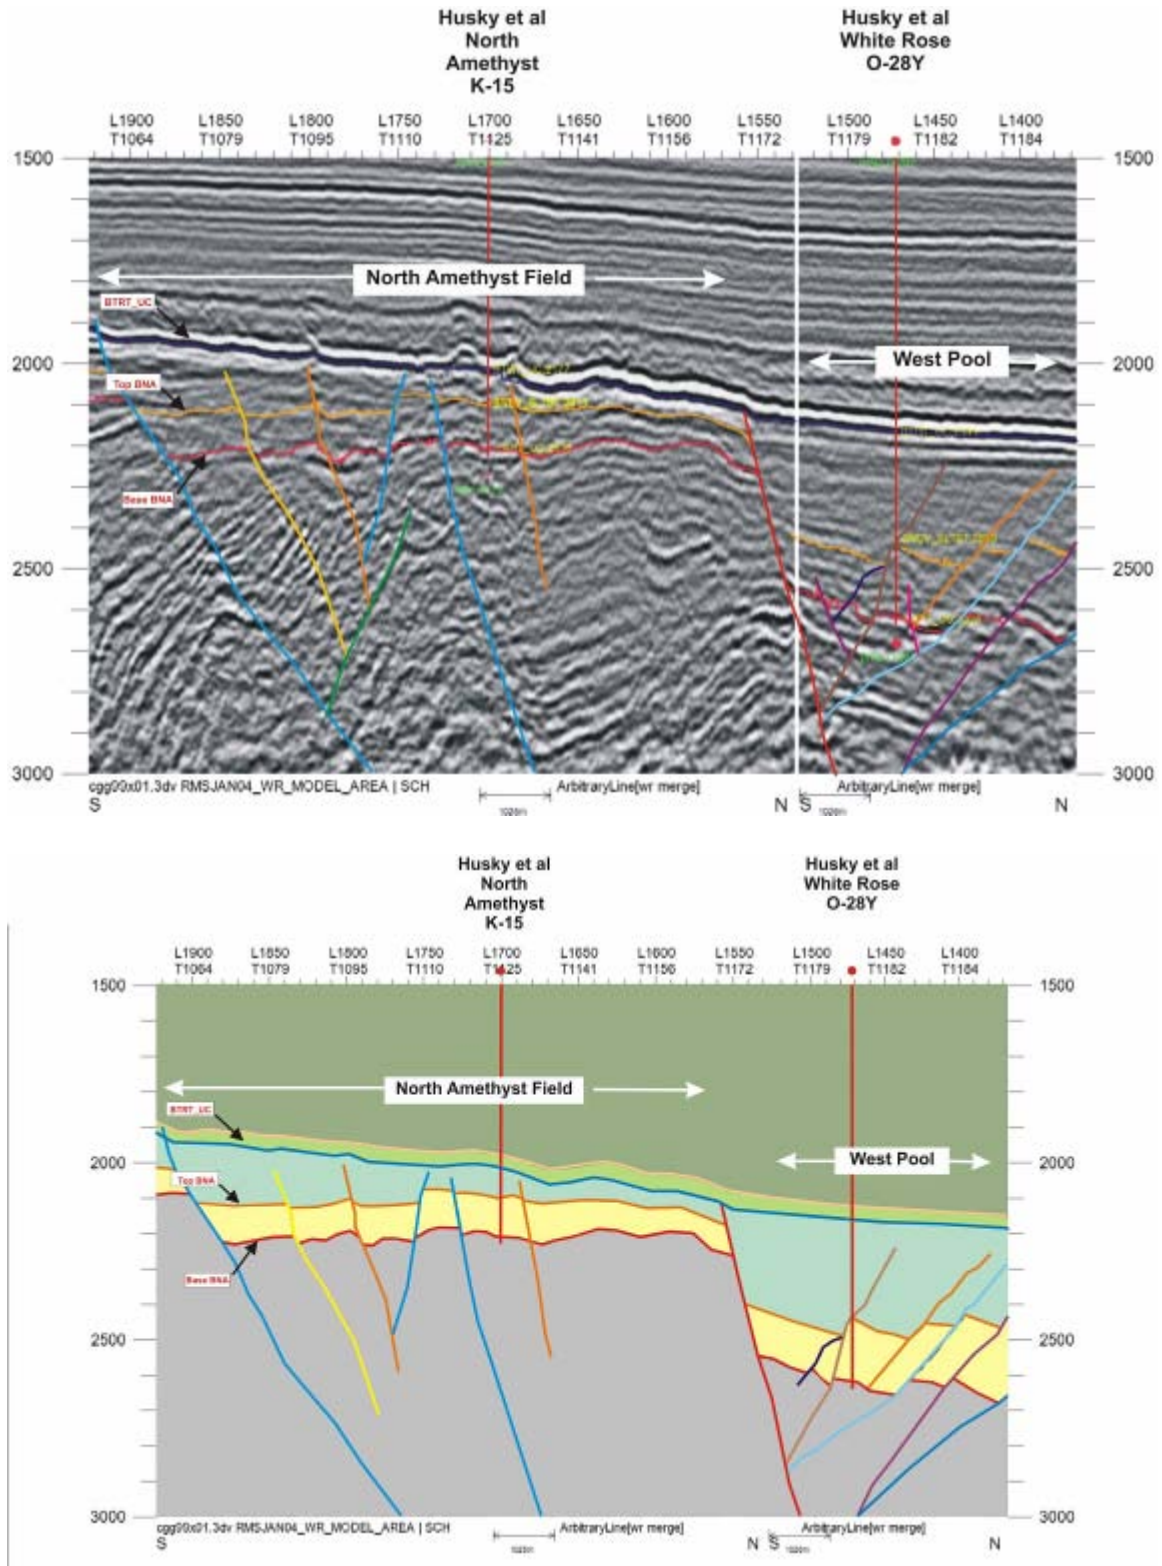 Husky et al
North
Amethyst
K-15
Husky et al
White Rose
O-28Y
L1900 L1850 L1800 L1750 L1700 L1650 L1600 L1550 L1500 L1450 L1400
T1064 T1079 T1095 T1110 T1125 T1141 T1156 T1172 T1179 T1182 T1184
1500 1500
North Amethyst Field
BTRT_UC
2000 West Pool 2000
Top BNA
Base BNA
2500 2500
3000 3000
cgg99x01.3dv RMSJAN04_WR_MODEL_AREA | SCH ArbitraryLine[wr merge] ArbitraryLine[wr merge]
S N S N
Husky et al
North
Amethyst
K-15
Husky et al
White Rose
O-28Y
L1900 L1850 L1800 L1750 L1700 L1650 L1600 L1550 L1500 L1450 L1400
T1064 T1079 T1095 T1110 T1125 T1141 T1156 T1172 T1179 T1182 T1184
1500 1500
North Amethyst Field
BTRT_UC
2000 West Pool 2000
Top BNA
Base BNA
2500 2500
3000 3000
cgg99x01.3dv RMSJAN04_WR_MODEL_AREA | SCH ArbitraryLine[wr merge] ArbitraryLine[wr merge]
S N S N